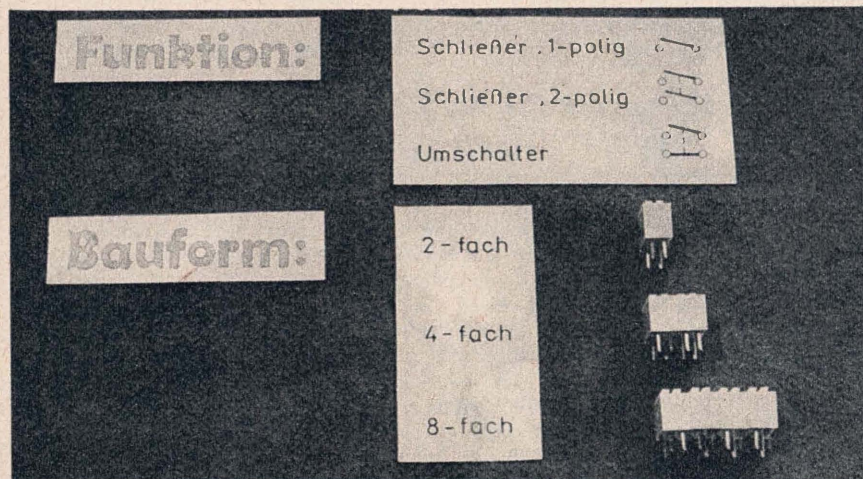 Funktion:
Schließer ,1-polig
Schließer ,2-polig
Umschalter
Bauform:
2-fach
4-fach
8-fach